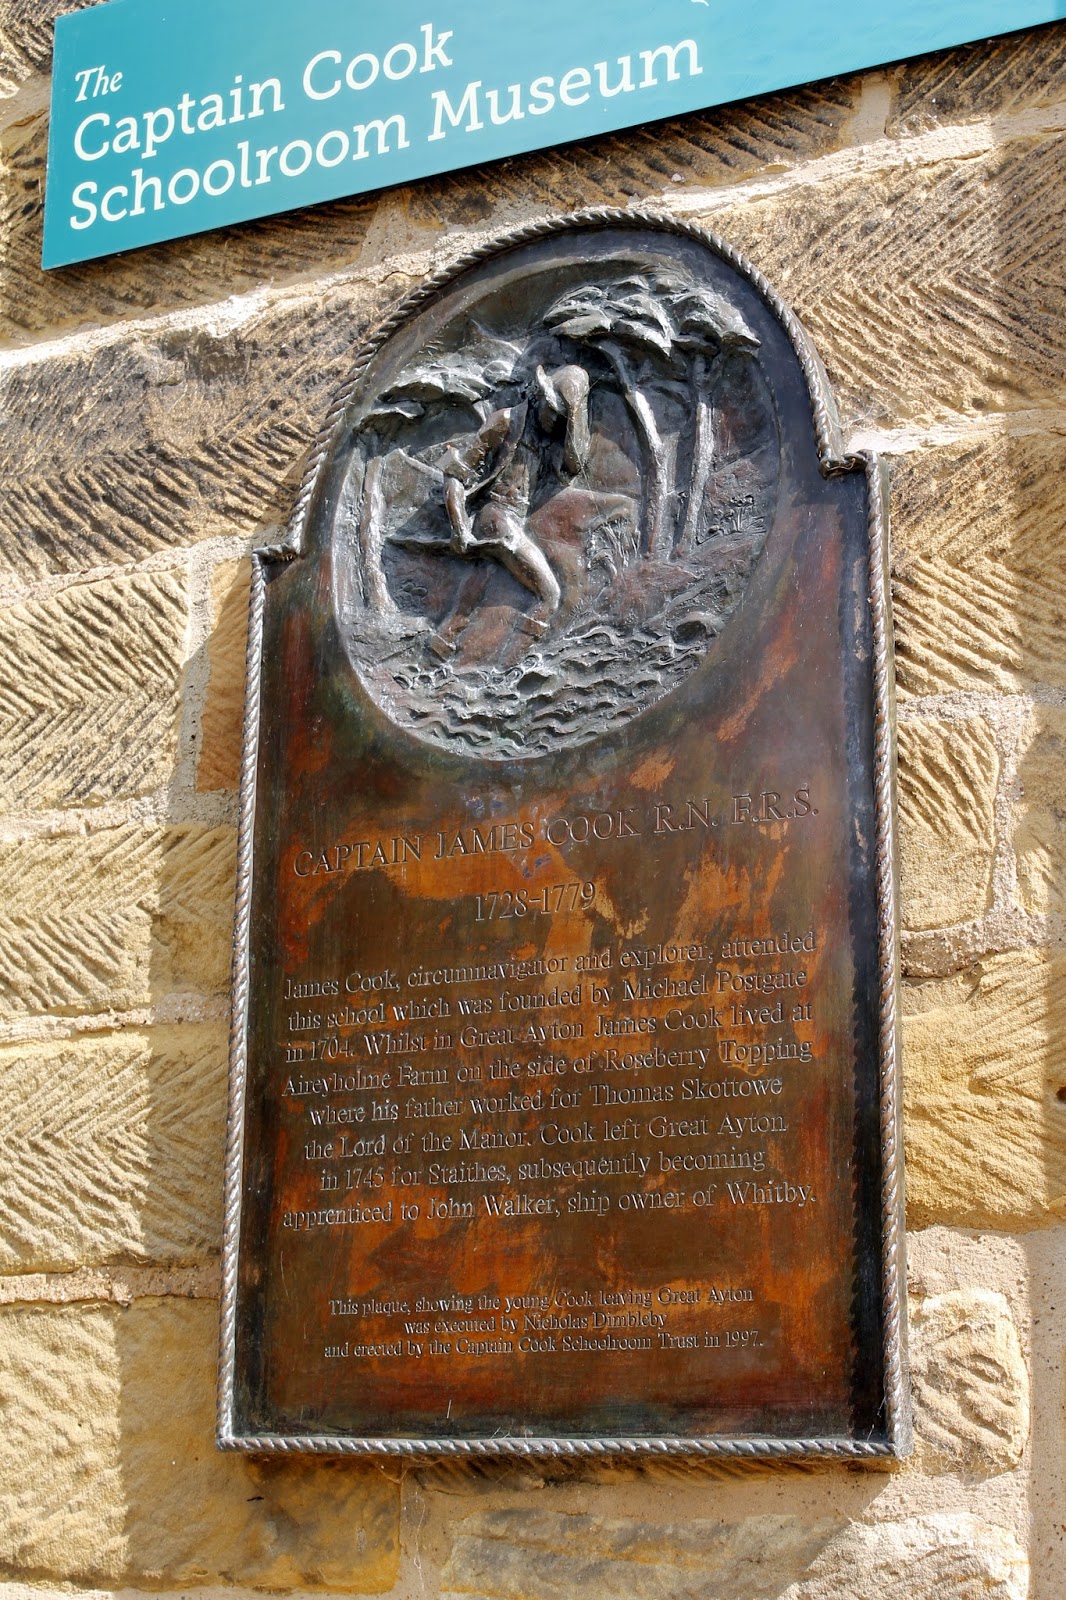 The
Captain Cook
Schoolroom Museum
CAPTAIN JAMES COOK R.N. F.R.S.
1728-1779
James Cook, circumnavigator and explorer, attended
this school which was founded by Michael Postgate
in 1704. Whilst in Great Ayton James Cook lived at
Aireyholme Farm on the side of Roseberry Topping
where his father worked for Thomas Skottowe
the Lord of the Manor. Cook left Great Ayton
in 1745 for Staithes, subsequently becoming
apprenticed to John Walker, ship owner of Whitby.
This plaque, showing the young Cook leaving Great Ayton
was executed by Nicholas Dimbleby
and erected by the Captain Cook Schoolroom Trust in 1997.